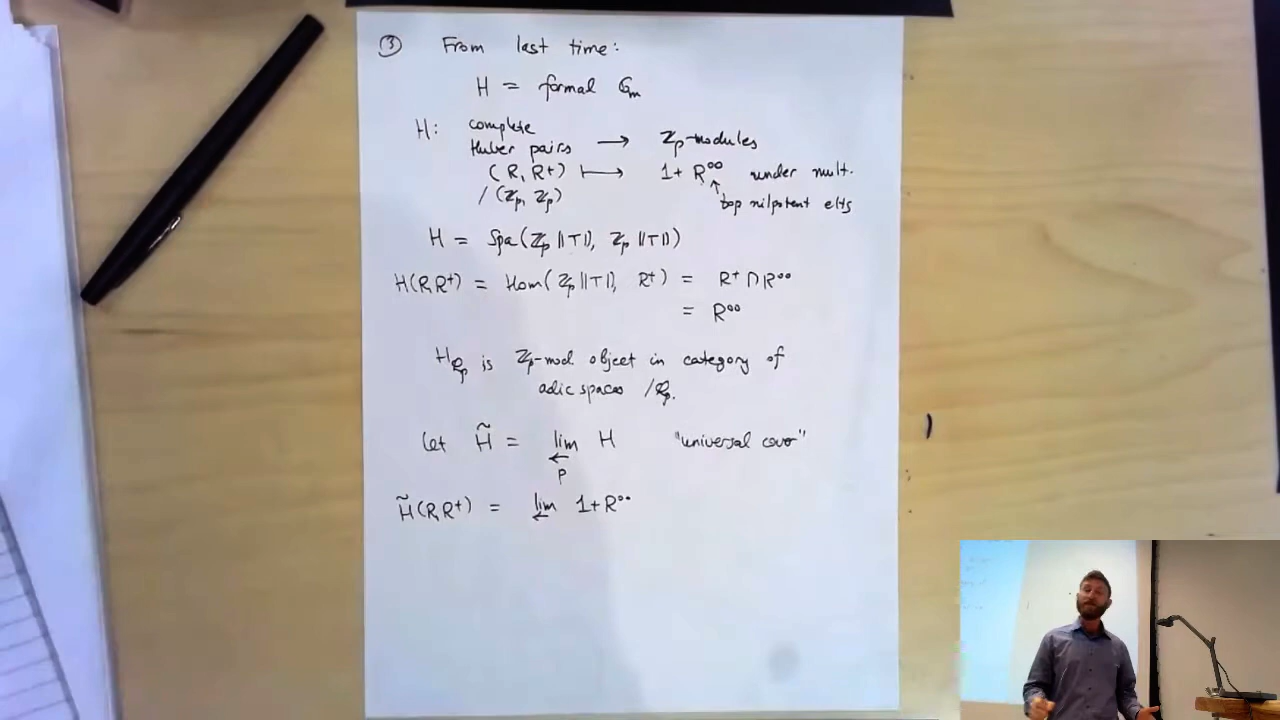 ③ From last time:
H = formal 𝔾ₘ
H: complete
Huber pairs ⟶ ℤₚ-modules
(R, R⁺) ⟼ 1 + R°° under mult.
/ (ℤₚ, ℤₚ) ↑ top nilpotent elts
H = Spa(ℤₚ[[T]], ℤₚ[[T]])
H(R,R⁺) = Hom(ℤₚ[[T]], R⁺) = R⁺ ∩ R°°
= R°°
H_ℚₚ is ℤₚ-mod object in category of
adic spaces /ℚₚ.
Let H̃ = lim H "universal cover"
←
p
H̃(R,R⁺) = lim 1+R°°
←